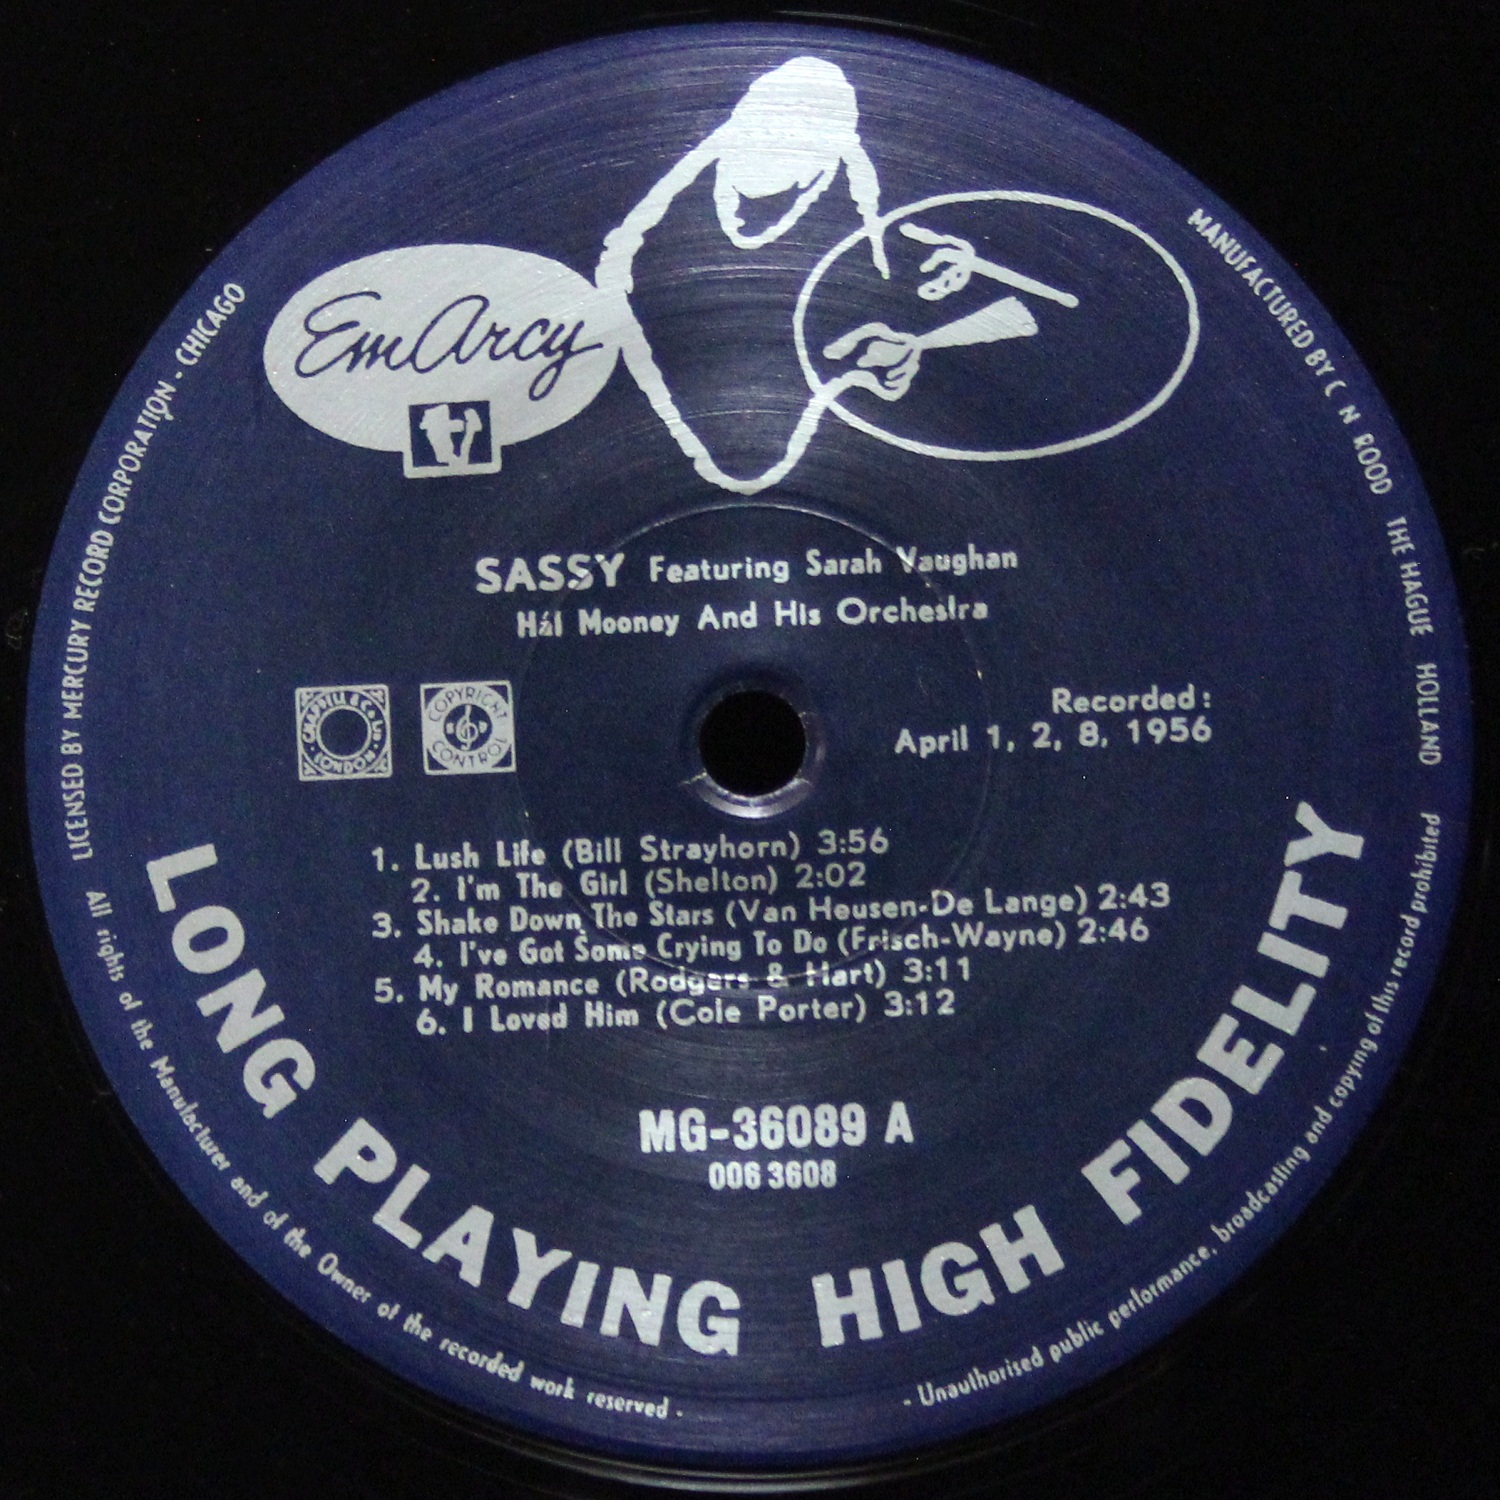 EmArcy
LICENSED BY MERCURY RECORD CORPORATION - CHICAGO
MANUFACTURED BY C N ROOD THE HAGUE HOLLAND
SASSY Featuring Sarah Vaughan
Hal Mooney And His Orchestra
CHAPPELL & Co LTD. LONDON
COPYRIGHT CONTROL
Recorded:
April 1, 2, 8, 1956
1. Lush Life (Bill Strayhorn) 3:56
2. I'm The Girl (Shelton) 2:02
3. Shake Down The Stars (Van Heusen-De Lange) 2:43
4. I've Got Some Crying To Do (Frisch-Wayne) 2:46
5. My Romance (Rodgers & Hart) 3:11
6. I Loved Him (Cole Porter) 3:12
MG-36089 A
006 3608
LONG PLAYING HIGH FIDELITY
All rights of the Manufacturer and of the Owner of the recorded work reserved -
- Unauthorised public performance, broadcasting and copying of this record prohibited